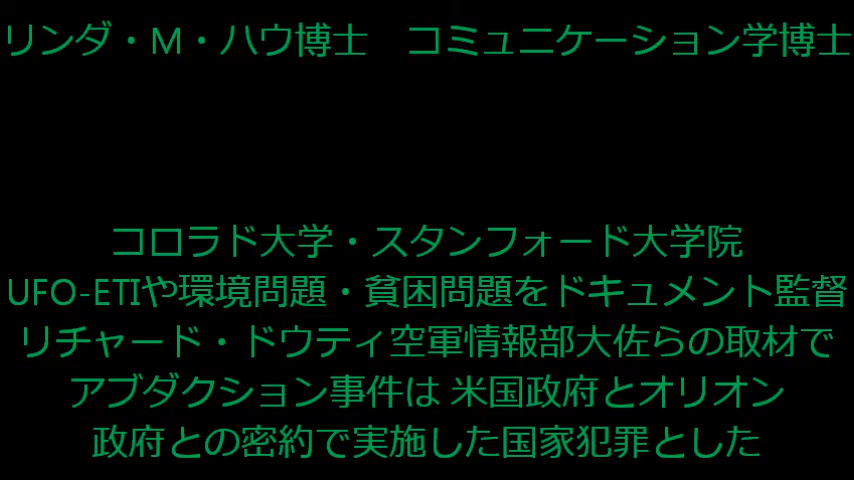 リンダ・M・ハウ博士　コミュニケーション学博士
コロラド大学・スタンフォード大学院
UFO-ETIや環境問題・貧困問題をドキュメント監督
リチャード・ドウティ空軍情報部大佐らの取材で
アブダクション事件は 米国政府とオリオン
政府との密約で実施した国家犯罪とした